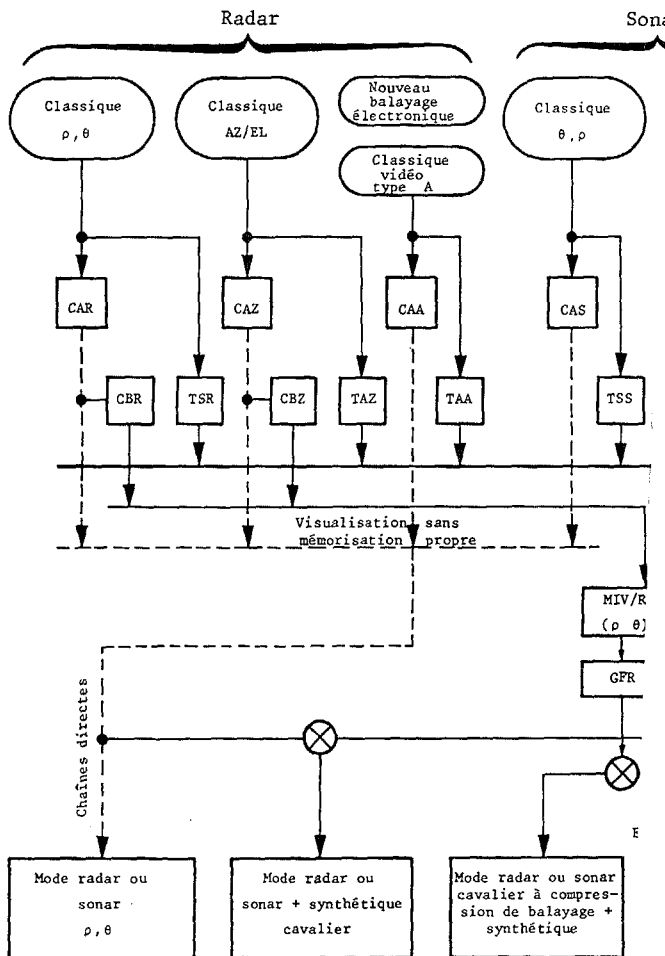 Radar
Sona
Classique
ρ,θ
Classique
AZ/EL
Nouveau
balayage
électronique
Classique
vidéo
type A
Classique
θ,ρ
CAR
CAZ
CAA
CAS
CBR
TSR
CBZ
TAZ
TAA
TSS
Visualisation sans
mémorisation propre
MIV/R
(ρ θ)
GFR
Chaînes directes
E
Mode radar ou
sonar
ρ,θ
Mode radar ou
sonar + synthétique
cavalier
Mode radar ou sonar
cavalier à compres-
sion de balayage +
synthétique